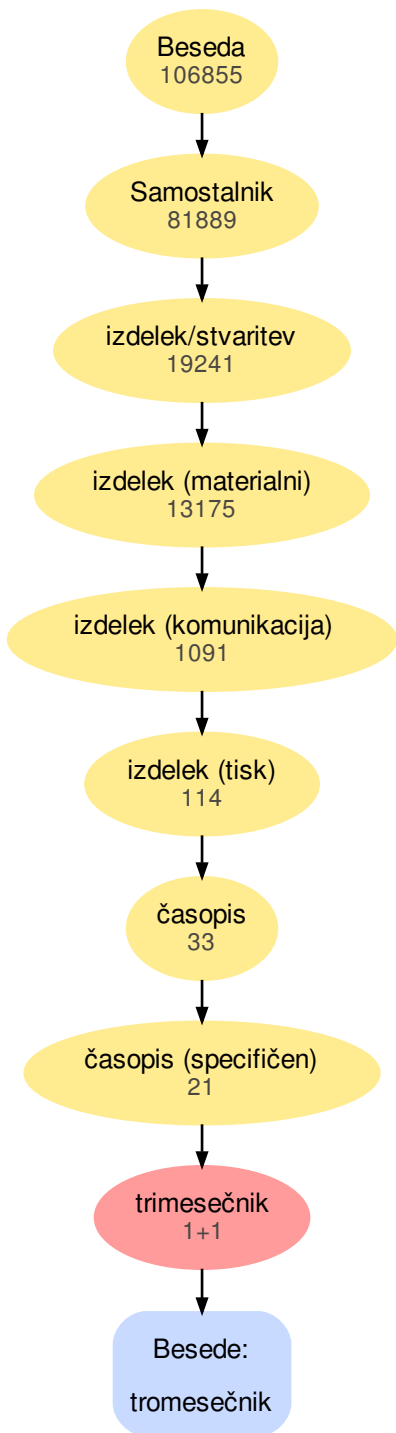 Beseda
106855
Samostalnik
81889
izdelek/stvaritev
19241
izdelek (materialni)
13175
izdelek (komunikacija)
1091
izdelek (tisk)
114
časopis
33
časopis (specifičen)
21
trimesečnik
1+1
Besede:
tromesečnik